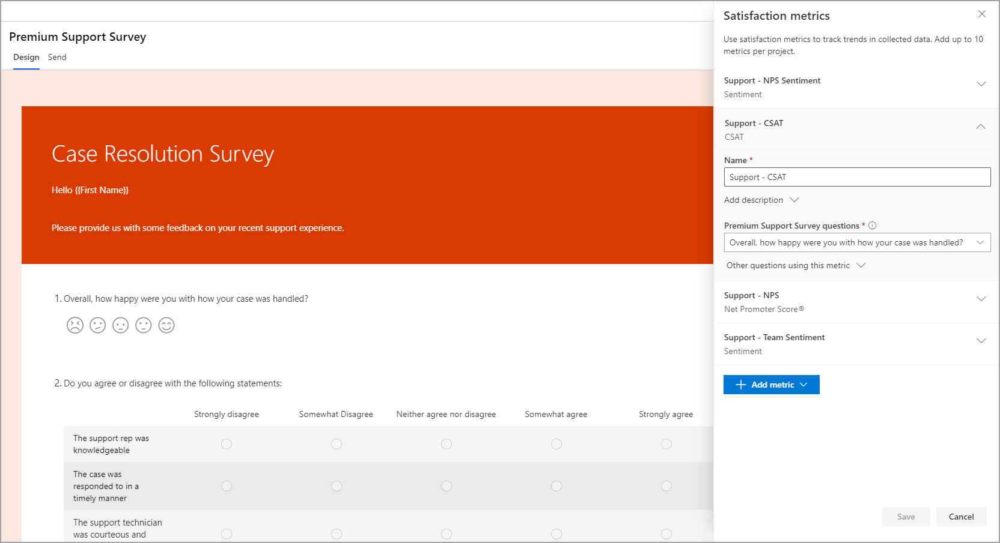 Premium Support Survey
Design
Send
Case Resolution Survey
Hello {{First Name}}
Please provide us with some feedback on your recent support experience.
1. Overall, how happy were you with how your case was handled?
2. Do you agree or disagree with the following statements:
Strongly disagree
Somewhat Disagree
Neither agree nor disagree
Somewhat agree
Strongly agree
The support rep was
knowledgeable
The case was
responded to in a
timely manner
The support technician
was courteous and
Satisfaction metrics
Use satisfaction metrics to track trends in collected data. Add up to 10
metrics per project.
Support - NPS Sentiment
Sentiment
Support - CSAT
CSAT
Name *
Support - CSAT
Add description
Premium Support Survey questions *
Overall, how happy were you with how your case was handled?
Other questions using this metric
Support - NPS
Net Promoter Score®
Support - Team Sentiment
Sentiment
Add metric
Save
Cancel